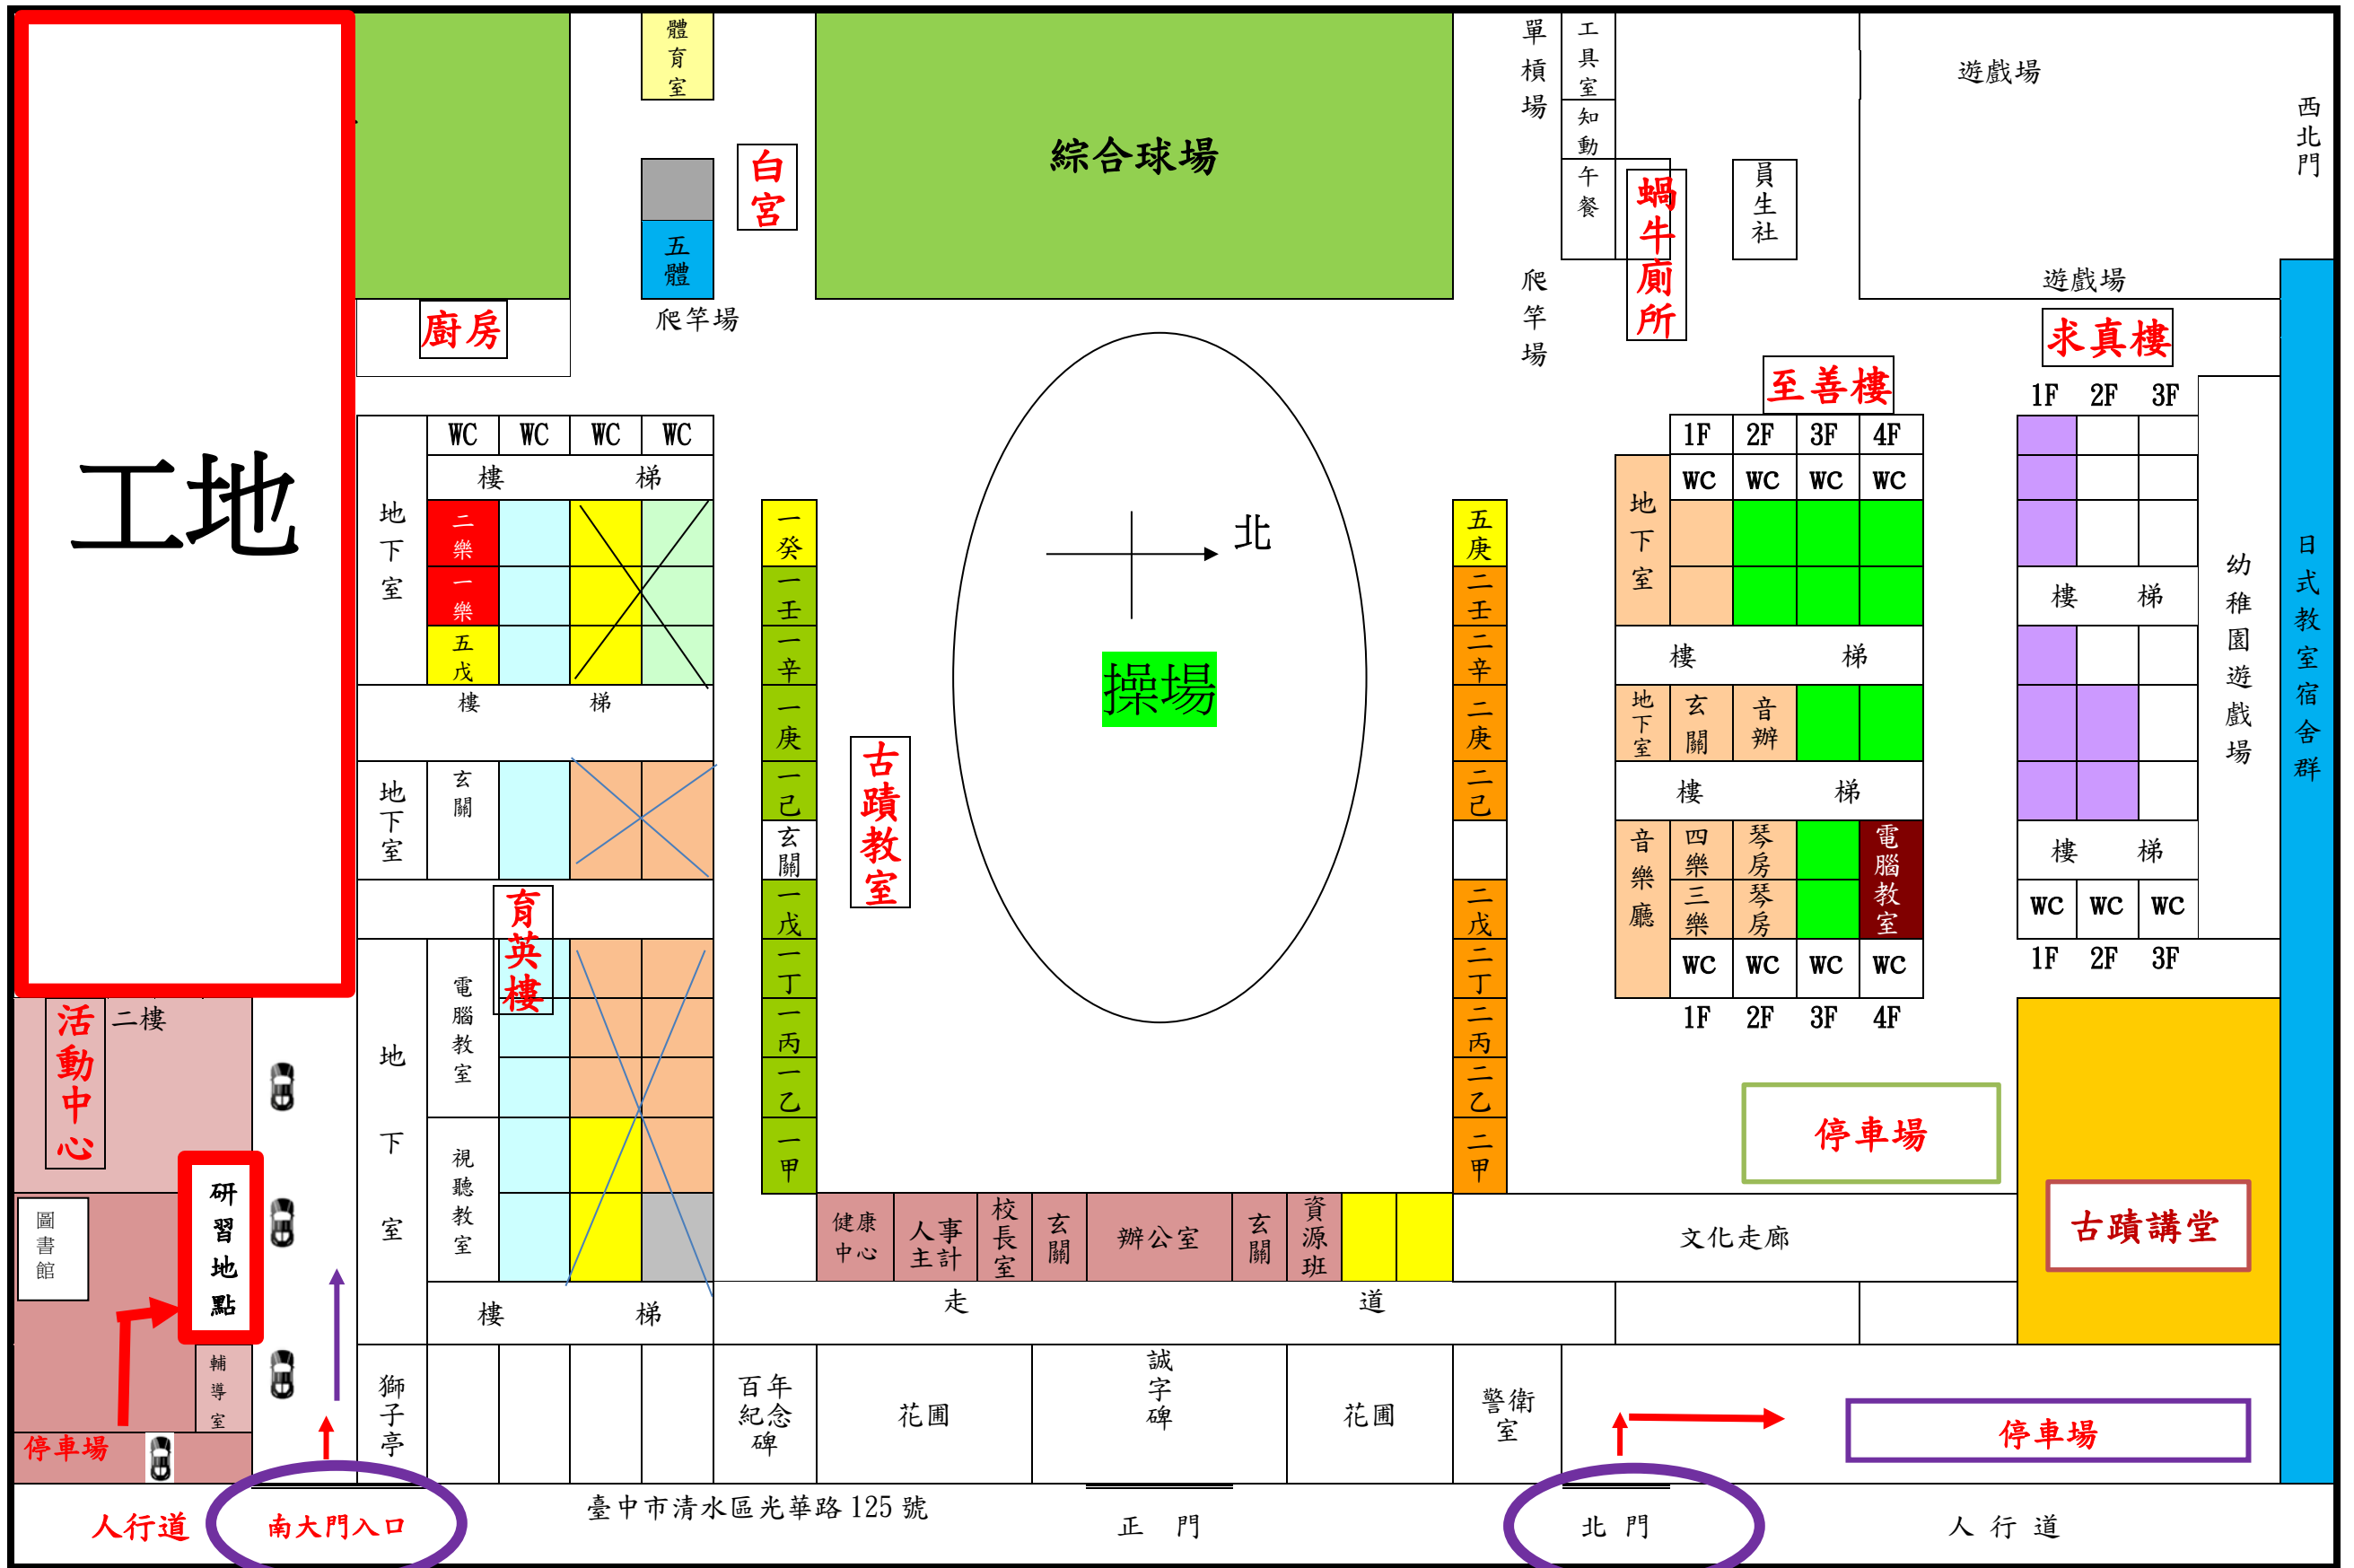 體育室
單槓場
工具室
遊戲場
西北門
知動
綜合球場
白宮
午餐
蝸牛廁所
員生社
五體
遊戲場
爬竿場
爬竿場
廚房
求真樓
至善樓
1F 2F 3F
工地
WC WC WC WC
1F 2F 3F 4F
樓 梯
WC WC WC WC
地下室
二樂
一樂
五戊
樓 梯
地下室
玄關
育英樓
地下室
電腦教室
視聽教室
樓 梯
一癸
一壬
一辛
一庚
一己
玄關
一戊
一丁
一丙
一乙
一甲
古蹟教室
北
操場
五庚
二壬
二辛
二庚
二己
二戊
二丁
二丙
二乙
二甲
地下室
樓 梯
地下室
玄關
音辦
樓 梯
音樂廳
四樂
琴房
三樂
琴房
電腦教室
WC WC WC WC
1F 2F 3F 4F
樓 梯
樓 梯
WC WC WC
1F 2F 3F
幼稚園遊戲場
日式教室宿舍群
活動中心
二樓
停車場
研習地點
圖書館
健康中心
人事主計
校長室
玄關
辦公室
玄關
資源班
文化走廊
古蹟講堂
走 道
輔導室
獅子亭
百年紀念碑
花圃
誠字碑
花圃
警衛室
停車場
停車場
人行道
南大門入口
臺中市清水區光華路 125 號
正 門
北 門
人 行 道